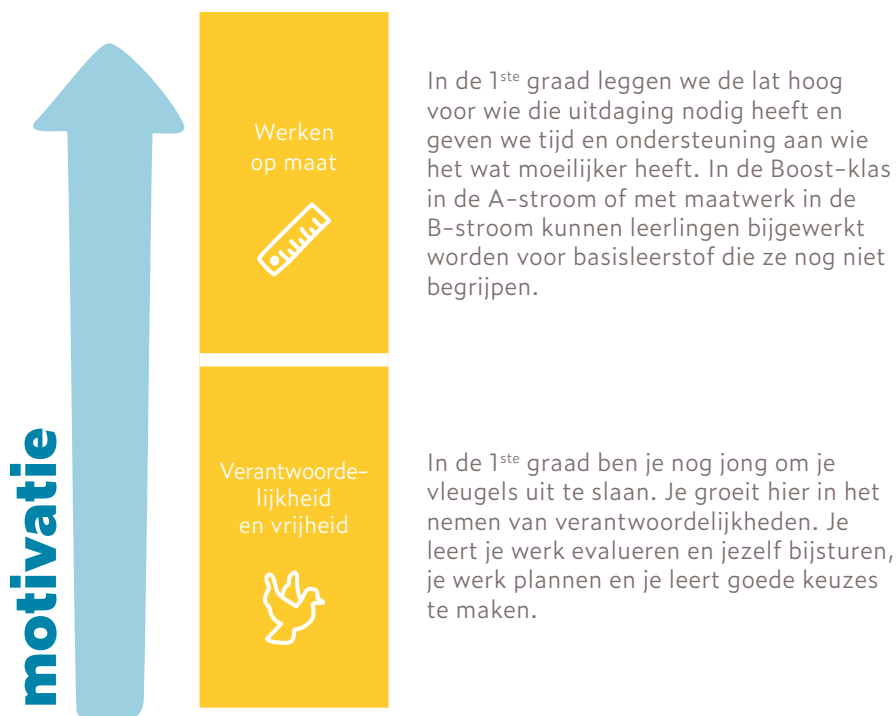 motivatie
Werken
op maat
In de 1ste graad leggen we de lat hoog
voor wie die uitdaging nodig heeft en
geven we tijd en ondersteuning aan wie
het wat moeilijker heeft. In de Boost-klas
in de A-stroom of met maatwerk in de
B-stroom kunnen leerlingen bijgewerkt
worden voor basisleerstof die ze nog niet
begrijpen.
Verantwoorde-
lijkheid
en vrijheid
In de 1ste graad ben je nog jong om je
vleugels uit te slaan. Je groeit hier in het
nemen van verantwoordelijkheden. Je
leert je werk evalueren en jezelf bijsturen,
je werk plannen en je leert goede keuzes
te maken.